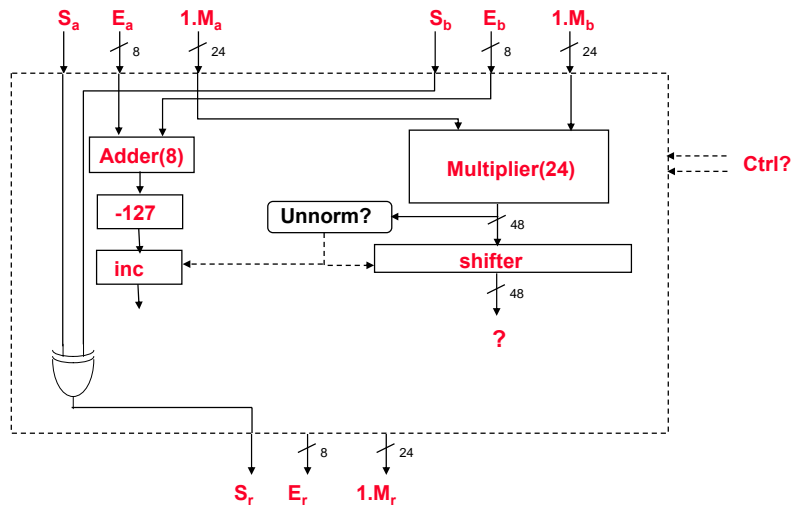 Sa Ea 1.Ma Sb Eb 1.Mb
8 24 8 24
Adder(8)
Multiplier(24)
Ctrl?
-127
Unnorm?
48
inc
shifter
48
?
8 24
Sr Er 1.Mr